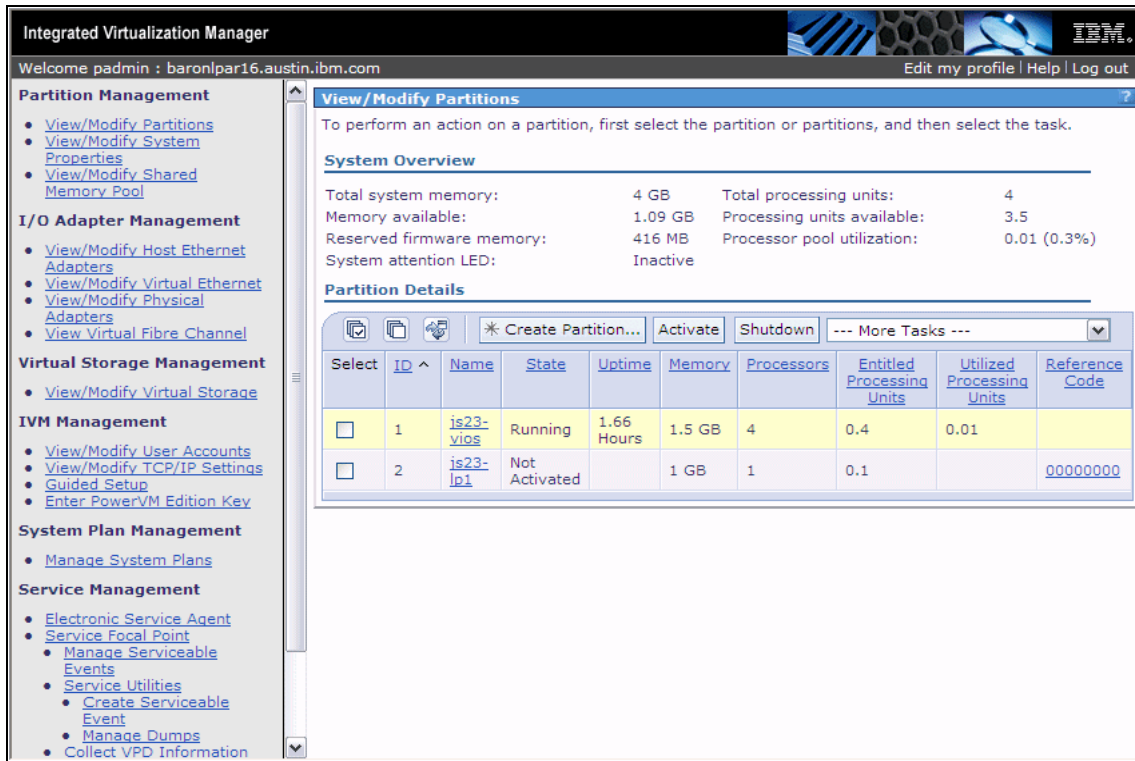 Integrated Virtualization Manager
IBM.
Welcome padmin : baronlpar16.austin.ibm.com
Edit my profile | Help | Log out
Partition Management
View/Modify Partitions
View/Modify System
Properties
View/Modify Shared
Memory Pool
I/O Adapter Management
View/Modify Host Ethernet
Adapters
View/Modify Virtual Ethernet
View/Modify Physical
Adapters
View Virtual Fibre Channel
Virtual Storage Management
View/Modify Virtual Storage
IVM Management
View/Modify User Accounts
View/Modify TCP/IP Settings
Guided Setup
Enter PowerVM Edition Key
System Plan Management
Manage System Plans
Service Management
Electronic Service Agent
Service Focal Point
Manage Serviceable
Events
Service Utilities
Create Serviceable
Event
Manage Dumps
Collect VPD Information
View/Modify Partitions ?
To perform an action on a partition, first select the partition or partitions, and then select the task.
System Overview
Total system memory: 4 GB Total processing units: 4
Memory available: 1.09 GB Processing units available: 3.5
Reserved firmware memory: 416 MB Processor pool utilization: 0.01 (0.3%)
System attention LED: Inactive
Partition Details
Create Partition... Activate Shutdown --- More Tasks ---
Select ID ^ Name State Uptime Memory Processors Entitled Processing Units Utilized Processing Units Reference Code
1 js23-vios Running 1.66 Hours 1.5 GB 4 0.4 0.01
2 js23-lp1 Not Activated 1 GB 1 0.1 00000000